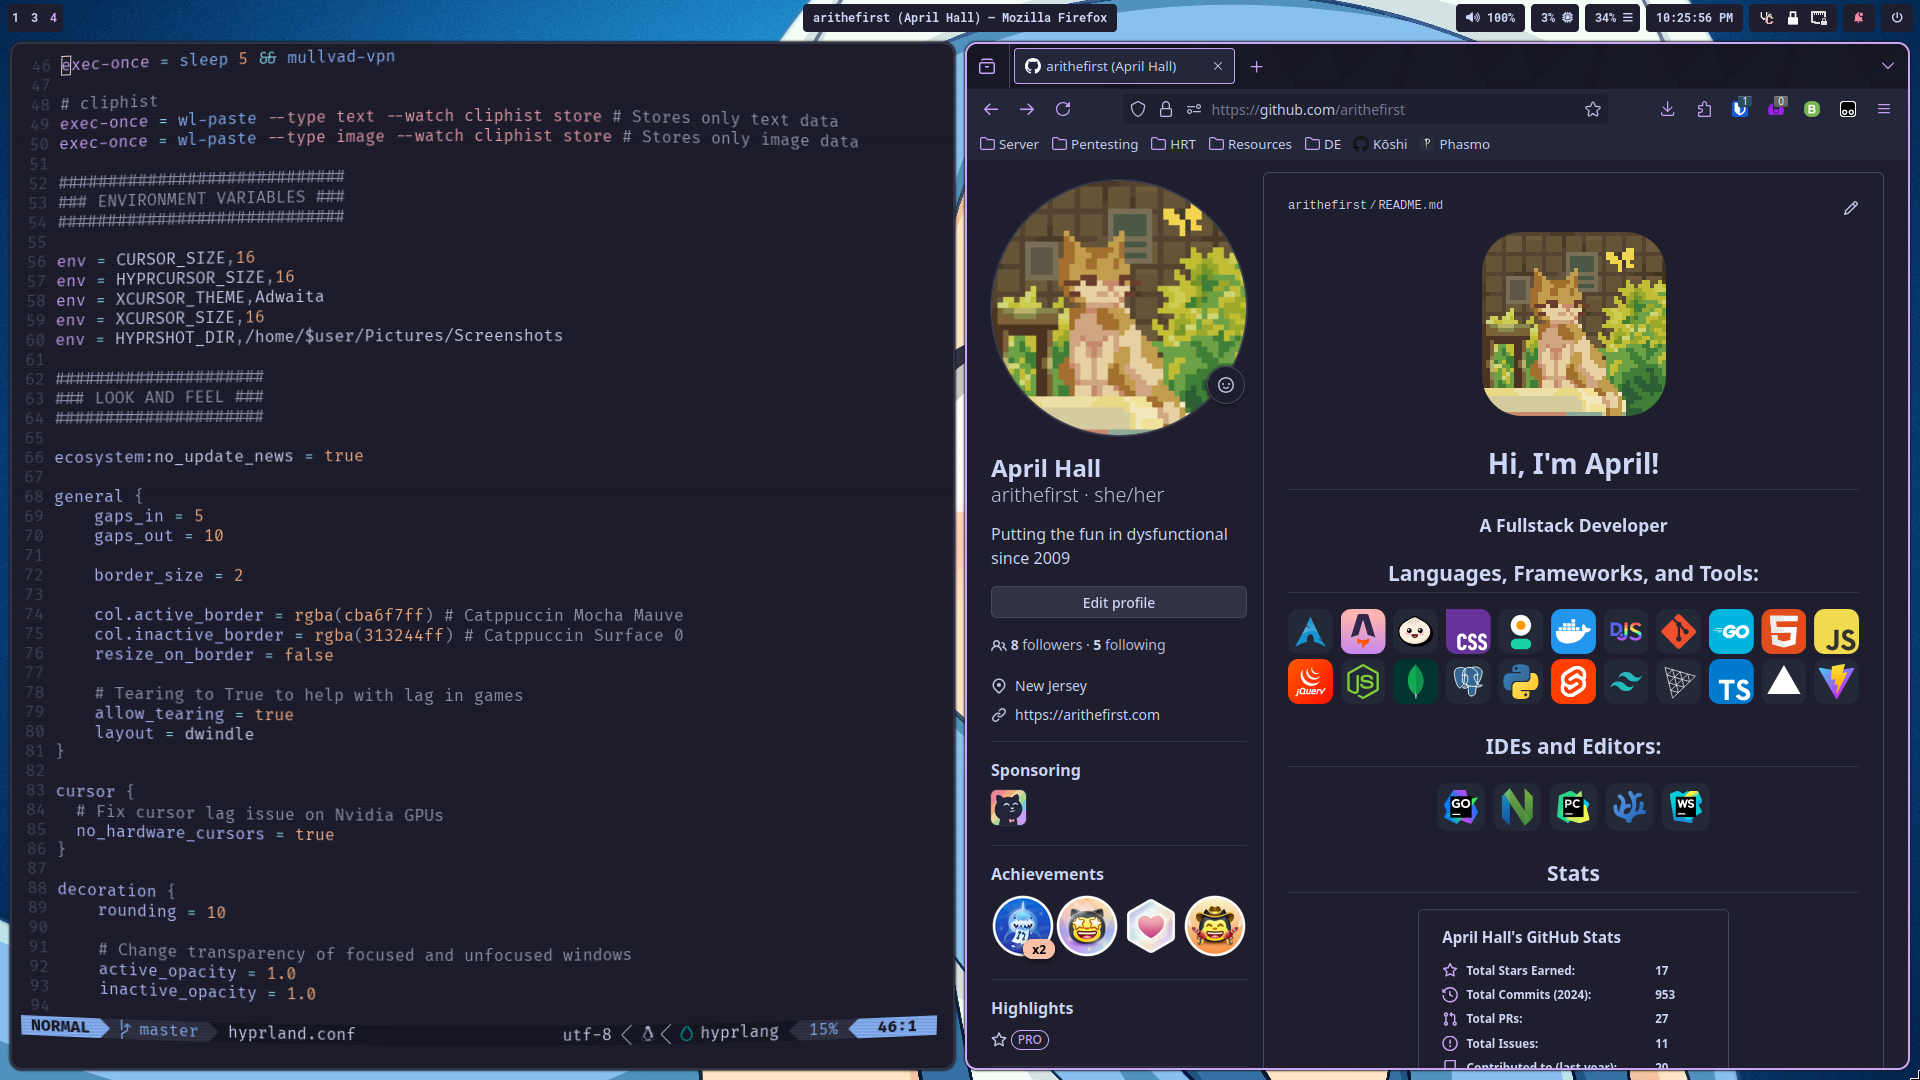 1 3 4
arithefirst (April Hall) — Mozilla Firefox
100%
3%
34%
10:25:56 PM
46 exec-once = sleep 5 && mullvad-vpn
47
48 # cliphist
49 exec-once = wl-paste --type text --watch cliphist store # Stores only text data
50 exec-once = wl-paste --type image --watch cliphist store # Stores only image data
51
52 #############################
53 ### ENVIRONMENT VARIABLES ###
54 #############################
55
56 env = CURSOR_SIZE,16
57 env = HYPRCURSOR_SIZE,16
58 env = XCURSOR_THEME,Adwaita
59 env = XCURSOR_SIZE,16
60 env = HYPRSHOT_DIR,/home/$user/Pictures/Screenshots
61
62 #####################
63 ### LOOK AND FEEL ###
64 #####################
65
66 ecosystem:no_update_news = true
67
68 general {
69 gaps_in = 5
70 gaps_out = 10
71
72 border_size = 2
73
74 col.active_border = rgba(cba6f7ff) # Catppuccin Mocha Mauve
75 col.inactive_border = rgba(313244ff) # Catppuccin Surface 0
76 resize_on_border = false
77
78 # Tearing to True to help with lag in games
79 allow_tearing = true
80 layout = dwindle
81 }
82
83 cursor {
84 # Fix cursor lag issue on Nvidia GPUs
85 no_hardware_cursors = true
86 }
87
88 decoration {
89 rounding = 10
90
91 # Change transparency of focused and unfocused windows
92 active_opacity = 1.0
93 inactive_opacity = 1.0
94
NORMAL master hyprland.conf utf-8 hyprlang 15% 46:1
arithefirst (April Hall)
https://github.com/arithefirst
1
0
B
Server Pentesting HRT Resources DE Kōshi Phasmo
April Hall
arithefirst · she/her
Putting the fun in dysfunctional
since 2009
Edit profile
8 followers · 5 following
New Jersey
https://arithefirst.com
Sponsoring
Achievements
x2
Highlights
PRO
arithefirst/README.md
Hi, I'm April!
A Fullstack Developer
Languages, Frameworks, and Tools:
CSS DJS GO JS
jQuery JS TS
IDEs and Editors:
GO PC WS
Stats
April Hall's GitHub Stats
Total Stars Earned: 17
Total Commits (2024): 953
Total PRs: 27
Total Issues: 11
Contributed to (last year): 20